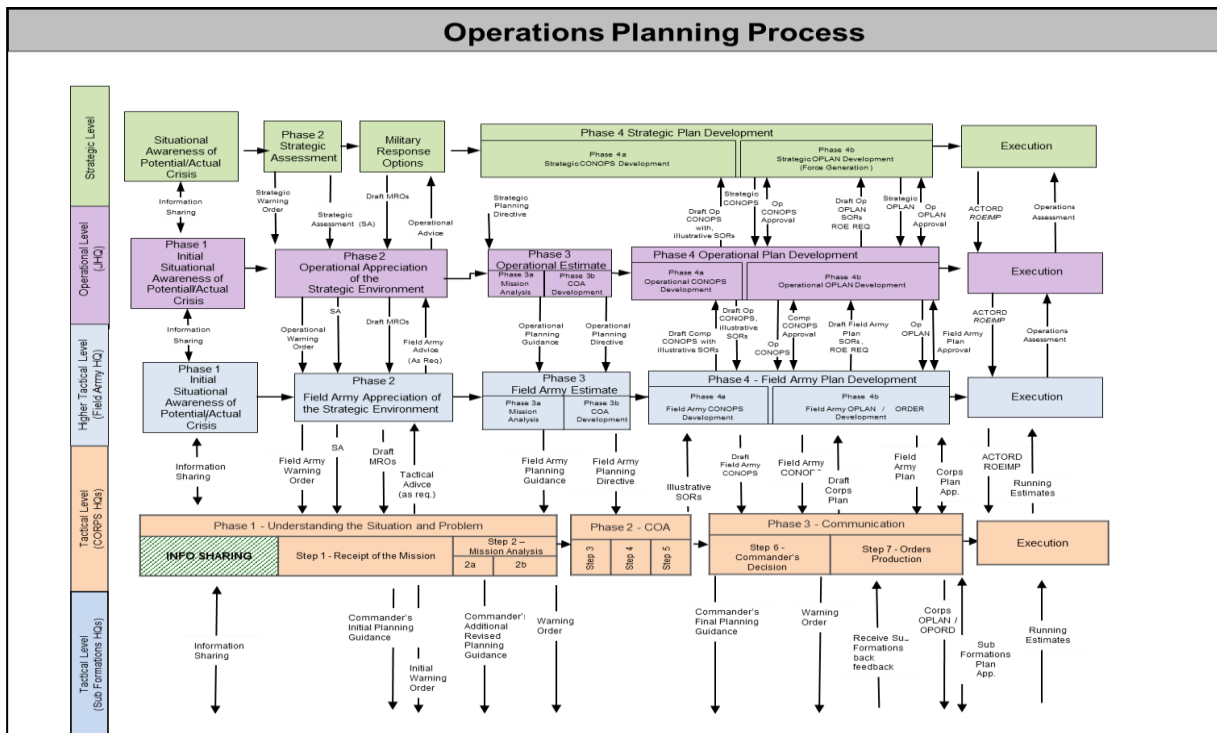 Operations Planning Process
Strategic Level
Situational
Awareness of
Potential/Actual
Crisis
Phase 2
Strategic
Assessment
Military
Response
Options
Phase 4 Strategic Plan Development
Phase 4a
Strategic CONOPS Development
Phase 4b
Strategic OPLAN Development
(Force Generation)
Execution
Information
Sharing
Strategic
Warning
Order
Strategic
Assessment (SA)
Draft MROs
Operational
Advice
Strategic
Planning
Directive
Draft Op
CONOPS
with,
illustrative SORs
Strategic
CONOPS
Op
CONOPS
Approval
Draft Op
OPLAN
SORs
ROE REQ
Strategic
OPLAN
Op
OPLAN
Approval
ACTORD
ROEIMP
Operations
Assessment
Operational Level
(JHQ)
Phase 1
Initial
Situational
Awareness of
Potential/Actual
Crisis
Phase 2
Operational Appreciation
of the
Strategic Environment
Phase 3
Operational Estimate
Phase 3a
Mission
Analysis
Phase 3b
COA
Development
Phase 4 Operational Plan Development
Phase 4a
Operational CONOPS
Development
Phase 4b
Operational OPLAN Development
Execution
Information
Sharing
Operational
Warning
Order
SA
Draft MROs
Field Army
Advice
(As Req)
Operational
Planning
Guidance
Operational
Planning
Directive
Draft Comp
CONOPS with
illustrative SORs
Draft Op
CONOPS,
illustrative
SORs
Op
CONOPS
Comp
CONOPS
Approval
Draft Field Army
Plan
SORs,
ROE REQ
Op
OPLAN
Field Army
Plan
Approval
ACTORD
ROEIMP
Operations
Assessment
Higher Tactical Level
(Field Army HQ)
Phase 1
Initial
Situational
Awareness of
Potential/Actual
Crisis
Phase 2
Field Army Appreciation of
the Strategic Environment
Phase 3
Field Army Estimate
Phase 3a
Mission
Analysis
Phase 3b
COA
Development
Phase 4 - Field Army Plan Development
Phase 4a
Field Army CONOPS
Development
Phase 4b
Field Army OPLAN / ORDER
Development
Execution
Information
Sharing
Field Army
Warning
Order
SA
Draft
MROs
Tactical
Advice
(as req.)
Field Army
Planning
Guidance
Field Army
Planning
Directive
Illustrative
SORs
Draft
Field Army
CONOPS
Field Army
Draft
Corps
Plan
Field
Army
Plan
Corps
Plan
App.
ACTORD
ROEIMP
Running
Estimates
Tactical Level
(CORPS HQs)
Phase 1 - Understanding the Situation and Problem
INFO SHARING
Step 1 - Receipt of the Mission
Step 2 –
Mission Analysis
2a
2b
Phase 2 - COA
Step 3
Step 4
Step 5
Phase 3 - Communication
Step 6 -
Commander's
Decision
Step 7 - Orders
Production
Execution
Tactical Level
(Sub Formations HQs)
Information
Sharing
Commander's
Initial Planning
Guidance
Initial
Warning
Order
Commander's
Additional
Revised
Planning
Guidance
Warning
Order
Commander's
Final Planning
Guidance
Warning
Order
Receive
Formations
back
feedback
Corps
OPLAN /
OPORD
Sub
Formations
Plan
App.
Running
Estimates